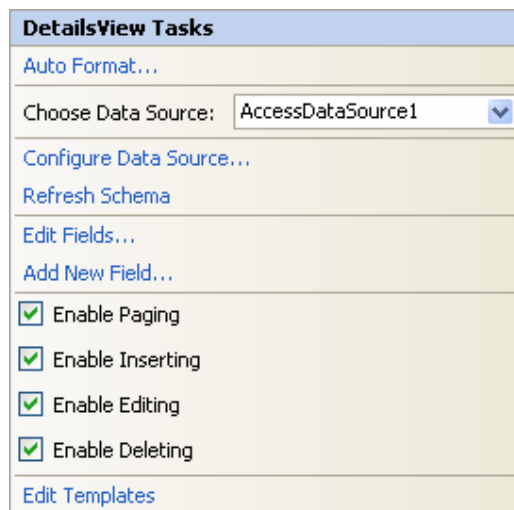 DetailsView Tasks
Auto Format...
Choose Data Source: AccessDataSource1
Configure Data Source...
Refresh Schema
Edit Fields...
Add New Field...
Enable Paging
Enable Inserting
Enable Editing
Enable Deleting
Edit Templates